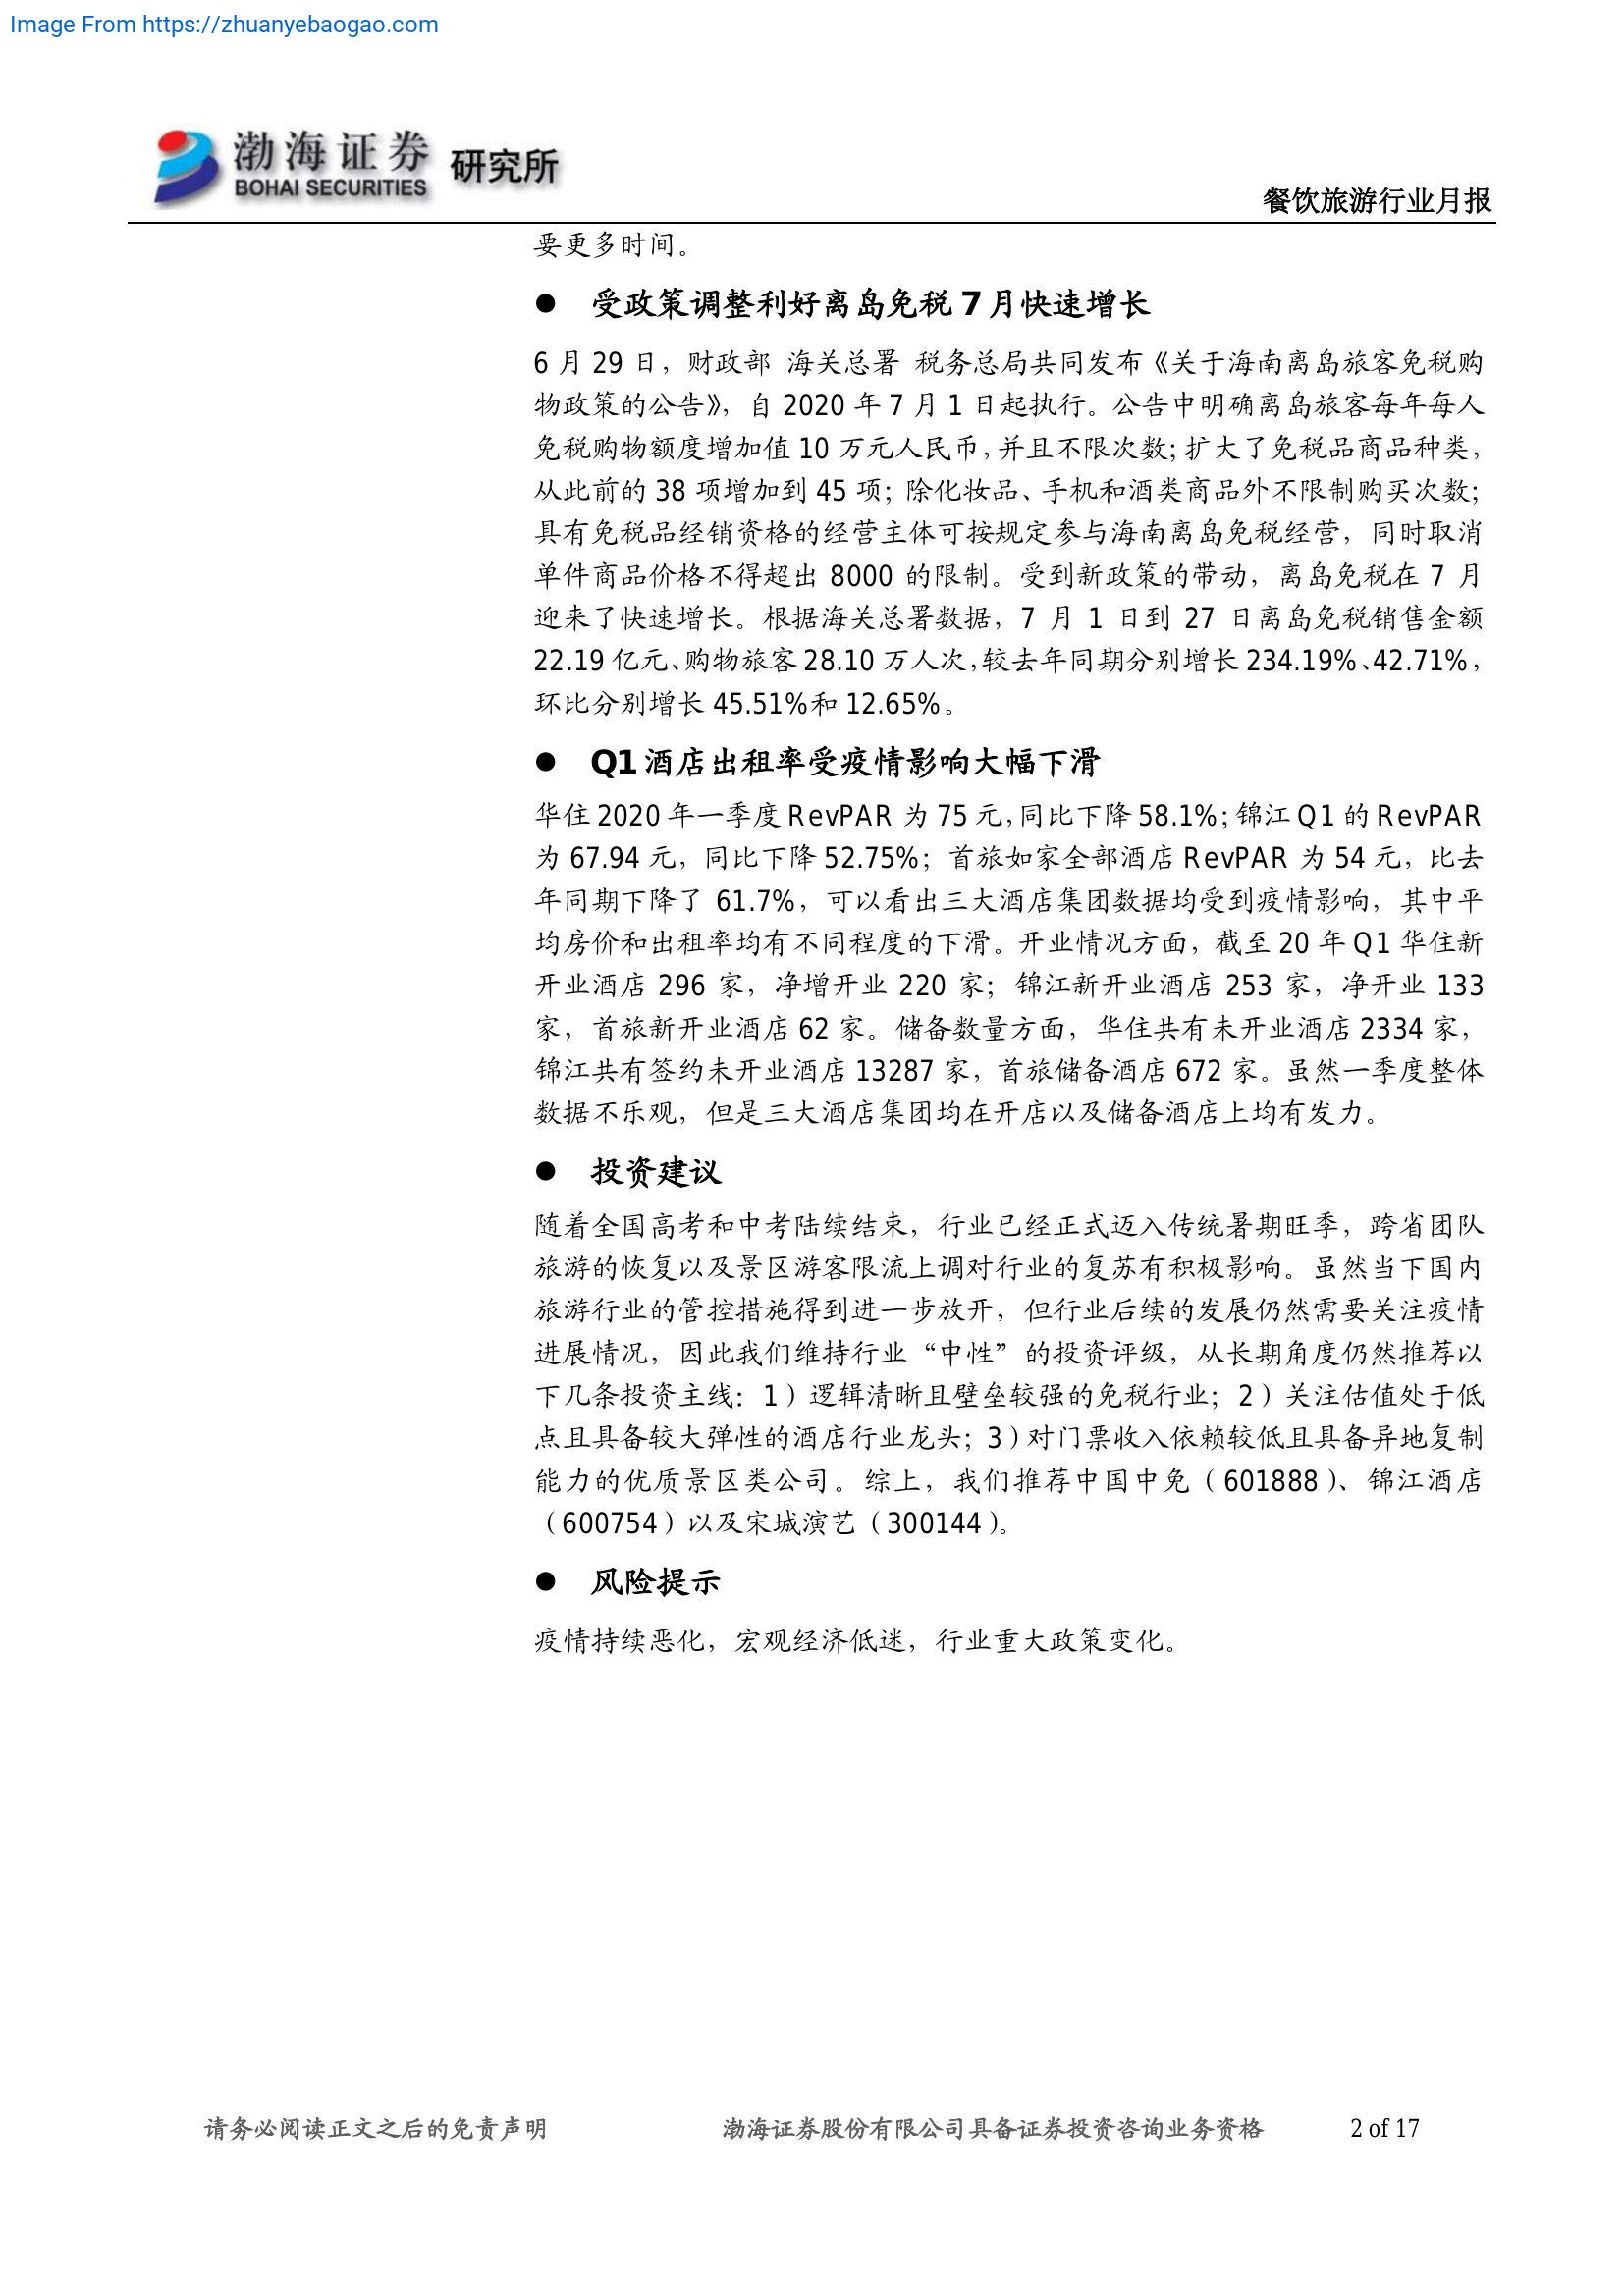 Image From https://zhuanyebaogao.com
渤海证券 研究所
BOHAI SECURITIES
餐饮旅游行业月报
要更多时间。
● 受政策调整利好离岛免税 7 月快速增长
6 月 29 日，财政部 海关总署 税务总局共同发布《关于海南离岛旅客免税购
物政策的公告》，自 2020 年 7 月 1 日起执行。公告中明确离岛旅客每年每人
免税购物额度增加值 10 万元人民币，并且不限次数；扩大了免税品商品种类，
从此前的 38 项增加到 45 项；除化妆品、手机和酒类商品外不限制购买次数；
具有免税品经销资格的经营主体可按规定参与海南离岛免税经营，同时取消
单件商品价格不得超出 8000 的限制。受到新政策的带动，离岛免税在 7 月
迎来了快速增长。根据海关总署数据，7 月 1 日到 27 日离岛免税销售金额
22.19 亿元、购物旅客 28.10 万人次，较去年同期分别增长 234.19%、42.71%，
环比分别增长 45.51%和 12.65%。
● Q1 酒店出租率受疫情影响大幅下滑
华住 2020 年一季度 RevPAR 为 75 元，同比下降 58.1%；锦江 Q1 的 RevPAR
为 67.94 元，同比下降 52.75%；首旅如家全部酒店 RevPAR 为 54 元，比去
年同期下降了 61.7%，可以看出三大酒店集团数据均受到疫情影响，其中平
均房价和出租率均有不同程度的下滑。开业情况方面，截至 20 年 Q1 华住新
开业酒店 296 家，净增开业 220 家；锦江新开业酒店 253 家，净开业 133
家，首旅新开业酒店 62 家。储备数量方面，华住共有未开业酒店 2334 家，
锦江共有签约未开业酒店 13287 家，首旅储备酒店 672 家。虽然一季度整体
数据不乐观，但是三大酒店集团均在开店以及储备酒店上均有发力。
● 投资建议
随着全国高考和中考陆续结束，行业已经正式迈入传统暑期旺季，跨省团队
旅游的恢复以及景区游客限流上调对行业的复苏有积极影响。虽然当下国内
旅游行业的管控措施得到进一步放开，但行业后续的发展仍然需要关注疫情
进展情况，因此我们维持行业“中性”的投资评级，从长期角度仍然推荐以
下几条投资主线：1）逻辑清晰且壁垒较强的免税行业；2）关注估值处于低
点且具备较大弹性的酒店行业龙头；3）对门票收入依赖较低且具备异地复制
能力的优质景区类公司。综上，我们推荐中国中免（601888）、锦江酒店
（600754）以及宋城演艺（300144）。
● 风险提示
疫情持续恶化，宏观经济低迷，行业重大政策变化。
请务必阅读正文之后的免责声明 渤海证券股份有限公司具备证券投资咨询业务资格 2 of 17